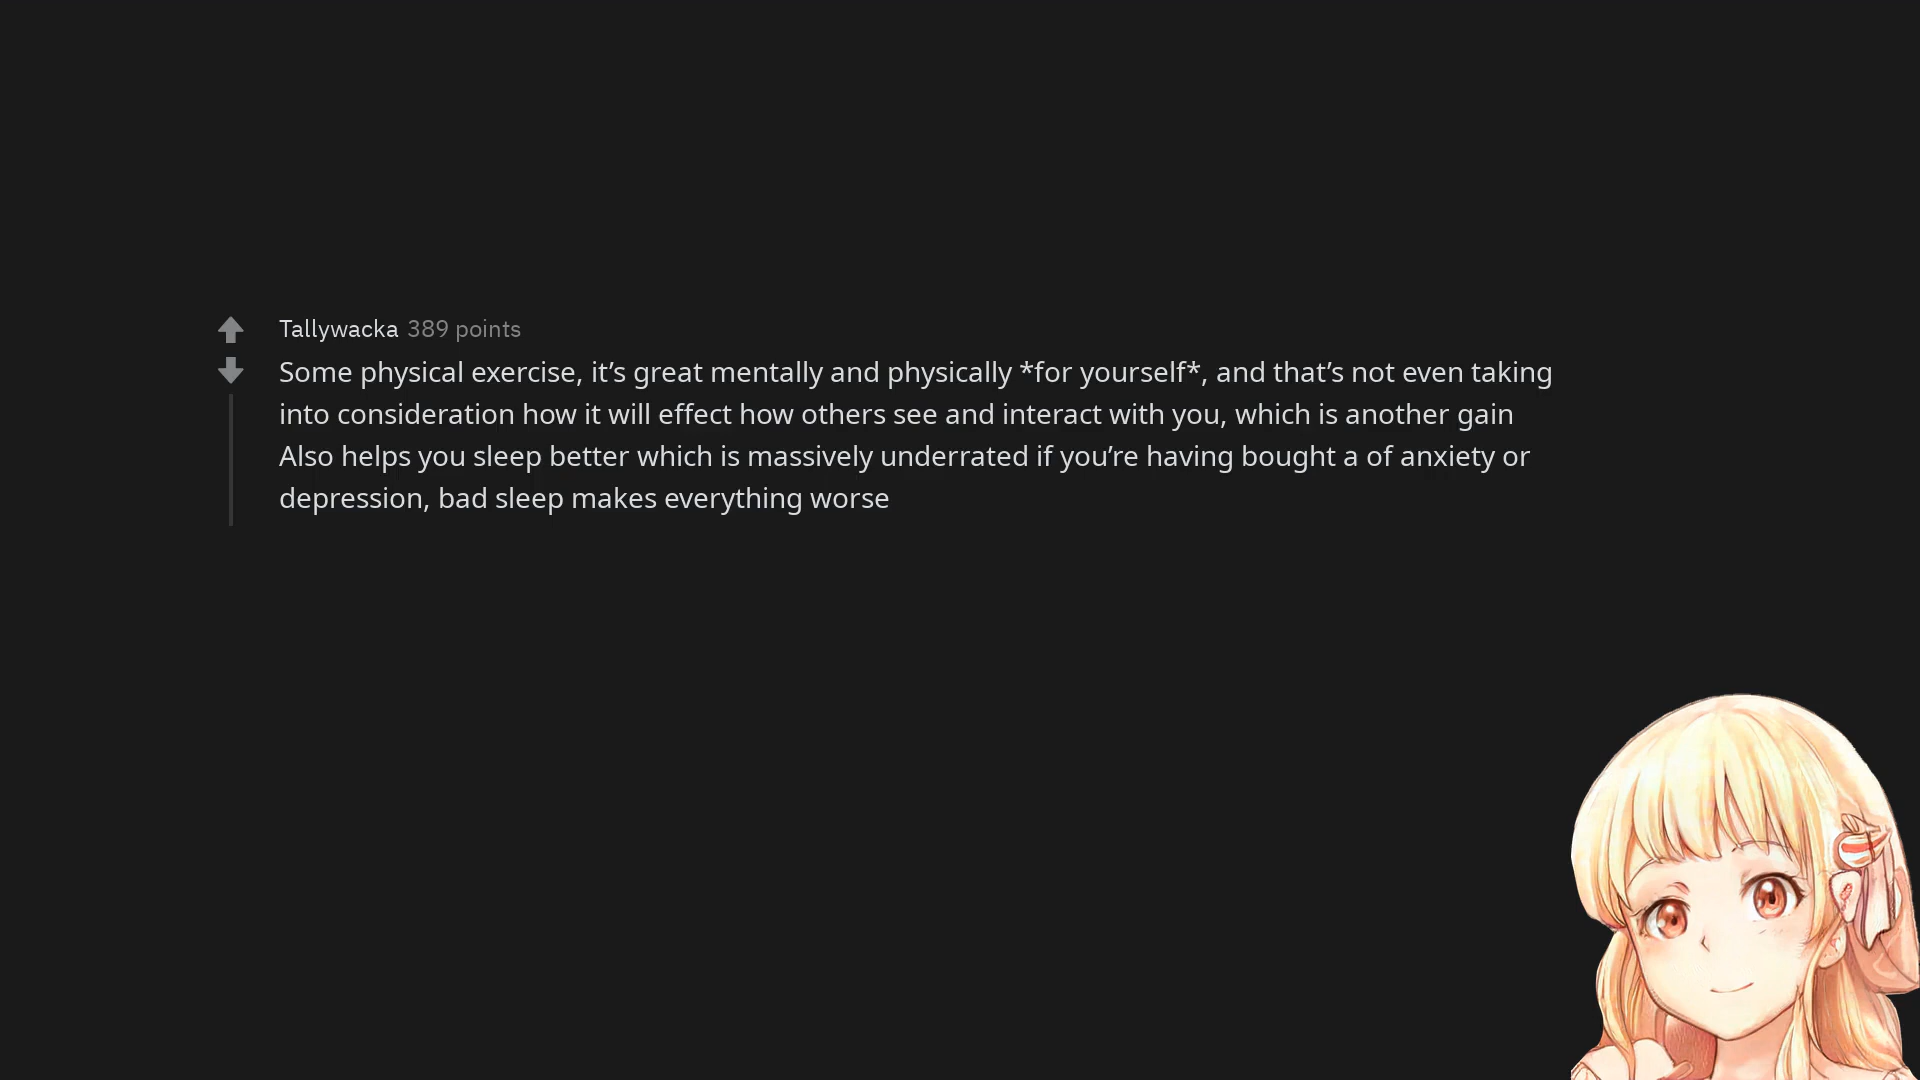 Tallywacka 389 points
Some physical exercise, it’s great mentally and physically *for yourself*, and that’s not even taking
into consideration how it will effect how others see and interact with you, which is another gain
Also helps you sleep better which is massively underrated if you’re having bought a of anxiety or
depression, bad sleep makes everything worse